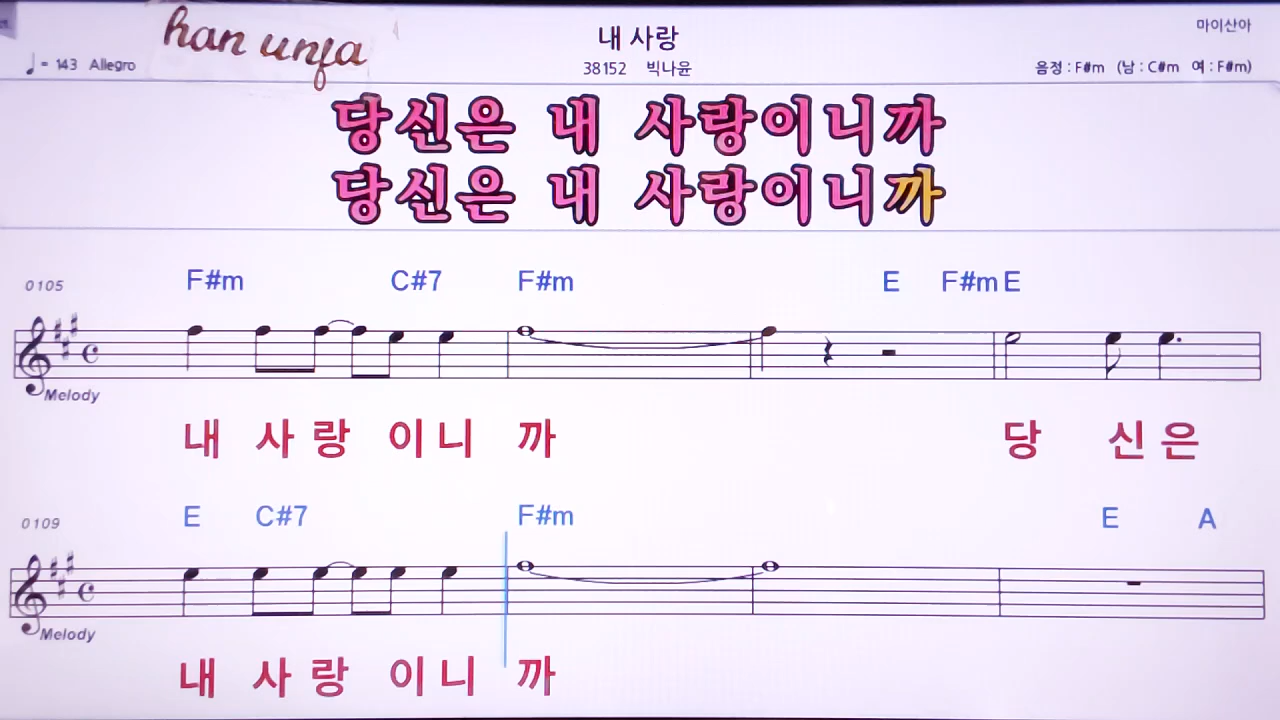 han unfa
내 사랑
마이산아
♩= 143 Allegro
38152 빅나윤
음정 : F#m (남 : C#m 여 : F#m)
당신은 내 사랑이니까
당신은 내 사랑이니까
0105 F#m C#7 F#m E F#m E
Melody
내 사 랑 이 니 까 당 신 은
0109 E C#7 F#m E A
Melody
내 사 랑 이 니 까